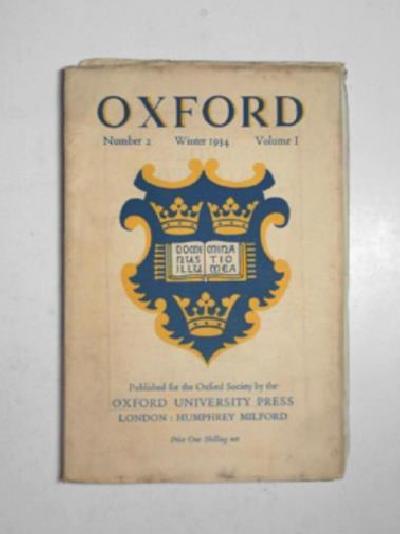 OXFORD
Number 2 Winter 1934 Volume I
DOMI MINA
NUS TIO
ILLU MEA
Published for the Oxford Society by the
OXFORD UNIVERSITY PRESS
LONDON : HUMPHREY MILFORD
Price One Shilling net